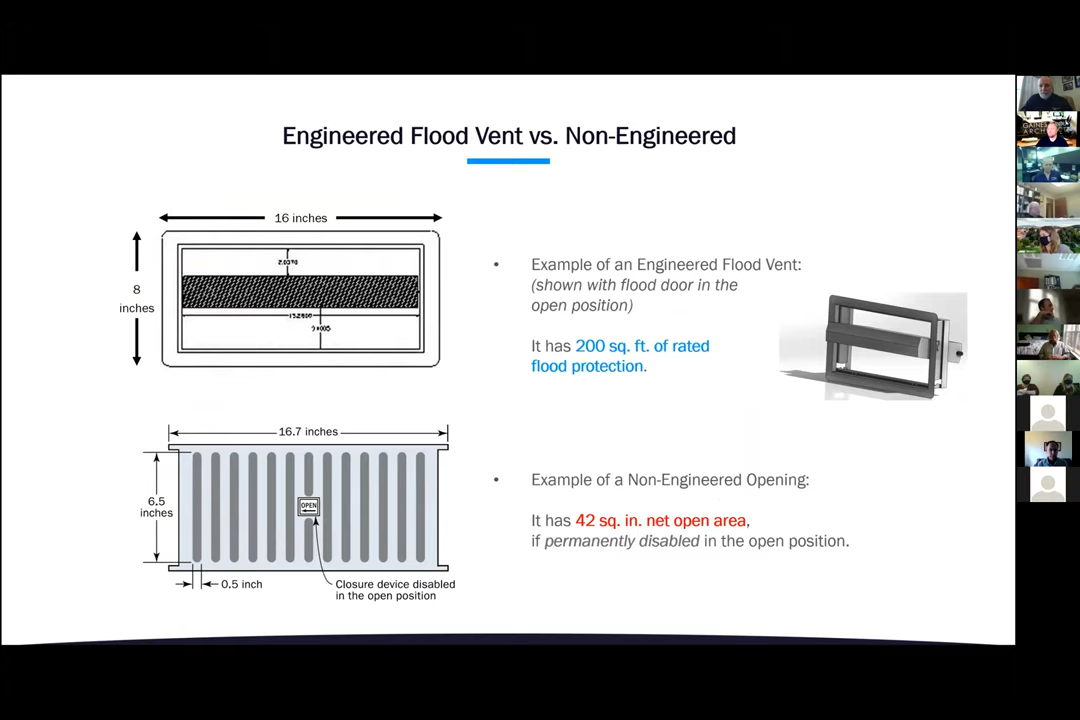 Engineered Flood Vent vs. Non-Engineered
16 inches
8
inches
• Example of an Engineered Flood Vent:
(shown with flood door in the
open position)
It has 200 sq. ft. of rated
flood protection.
16.7 inches
6.5
inches
OPEN
0.5 inch
Closure device disabled
in the open position
• Example of a Non-Engineered Opening:
It has 42 sq. in. net open area,
if permanently disabled in the open position.